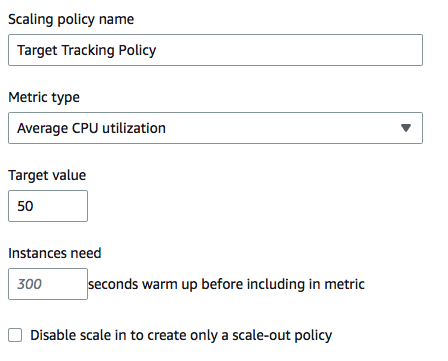 Scaling policy name
Target Tracking Policy
Metric type
Average CPU utilization
Target value
50
Instances need
300 seconds warm up before including in metric
Disable scale in to create only a scale-out policy